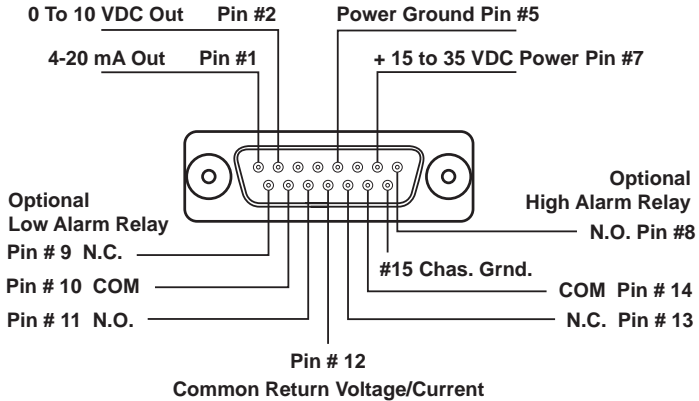 0 To 10 VDC Out Pin #2
Power Ground Pin #5
4-20 mA Out Pin #1
+ 15 to 35 VDC Power Pin #7
Optional
Low Alarm Relay
Pin # 9 N.C.
Pin # 10 COM
Pin # 11 N.O.
Optional
High Alarm Relay
N.O. Pin #8
#15 Chas. Grnd.
COM Pin # 14
N.C. Pin # 13
Pin # 12
Common Return Voltage/Current